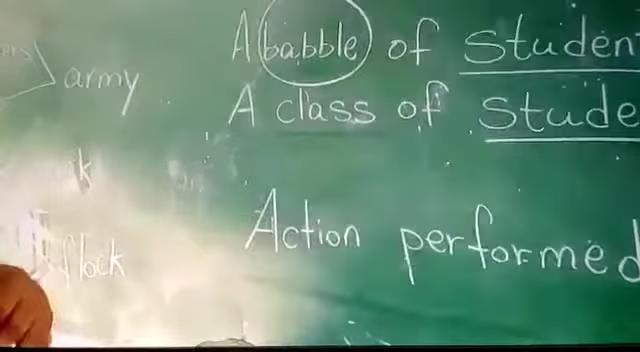 A babble of studen
army
A class of stude
Action performed
flock